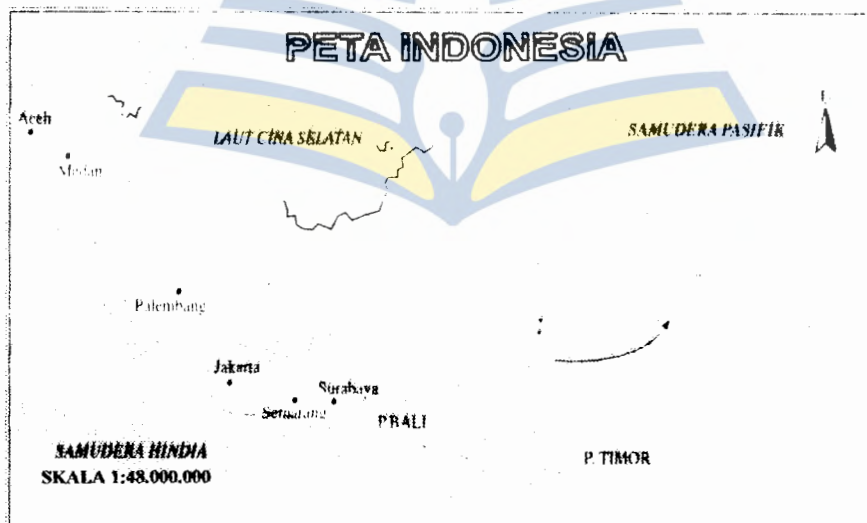 PETA INDONESIA
Aceh
LAUT CINA SELATAN
SAMUDERA PASIFIK
Medan
Palembang
Jakarta
Semarang
Surabaya
P.BALI
SAMUDERA HINDIA
P. TIMOR
SKALA 1:48.000.000